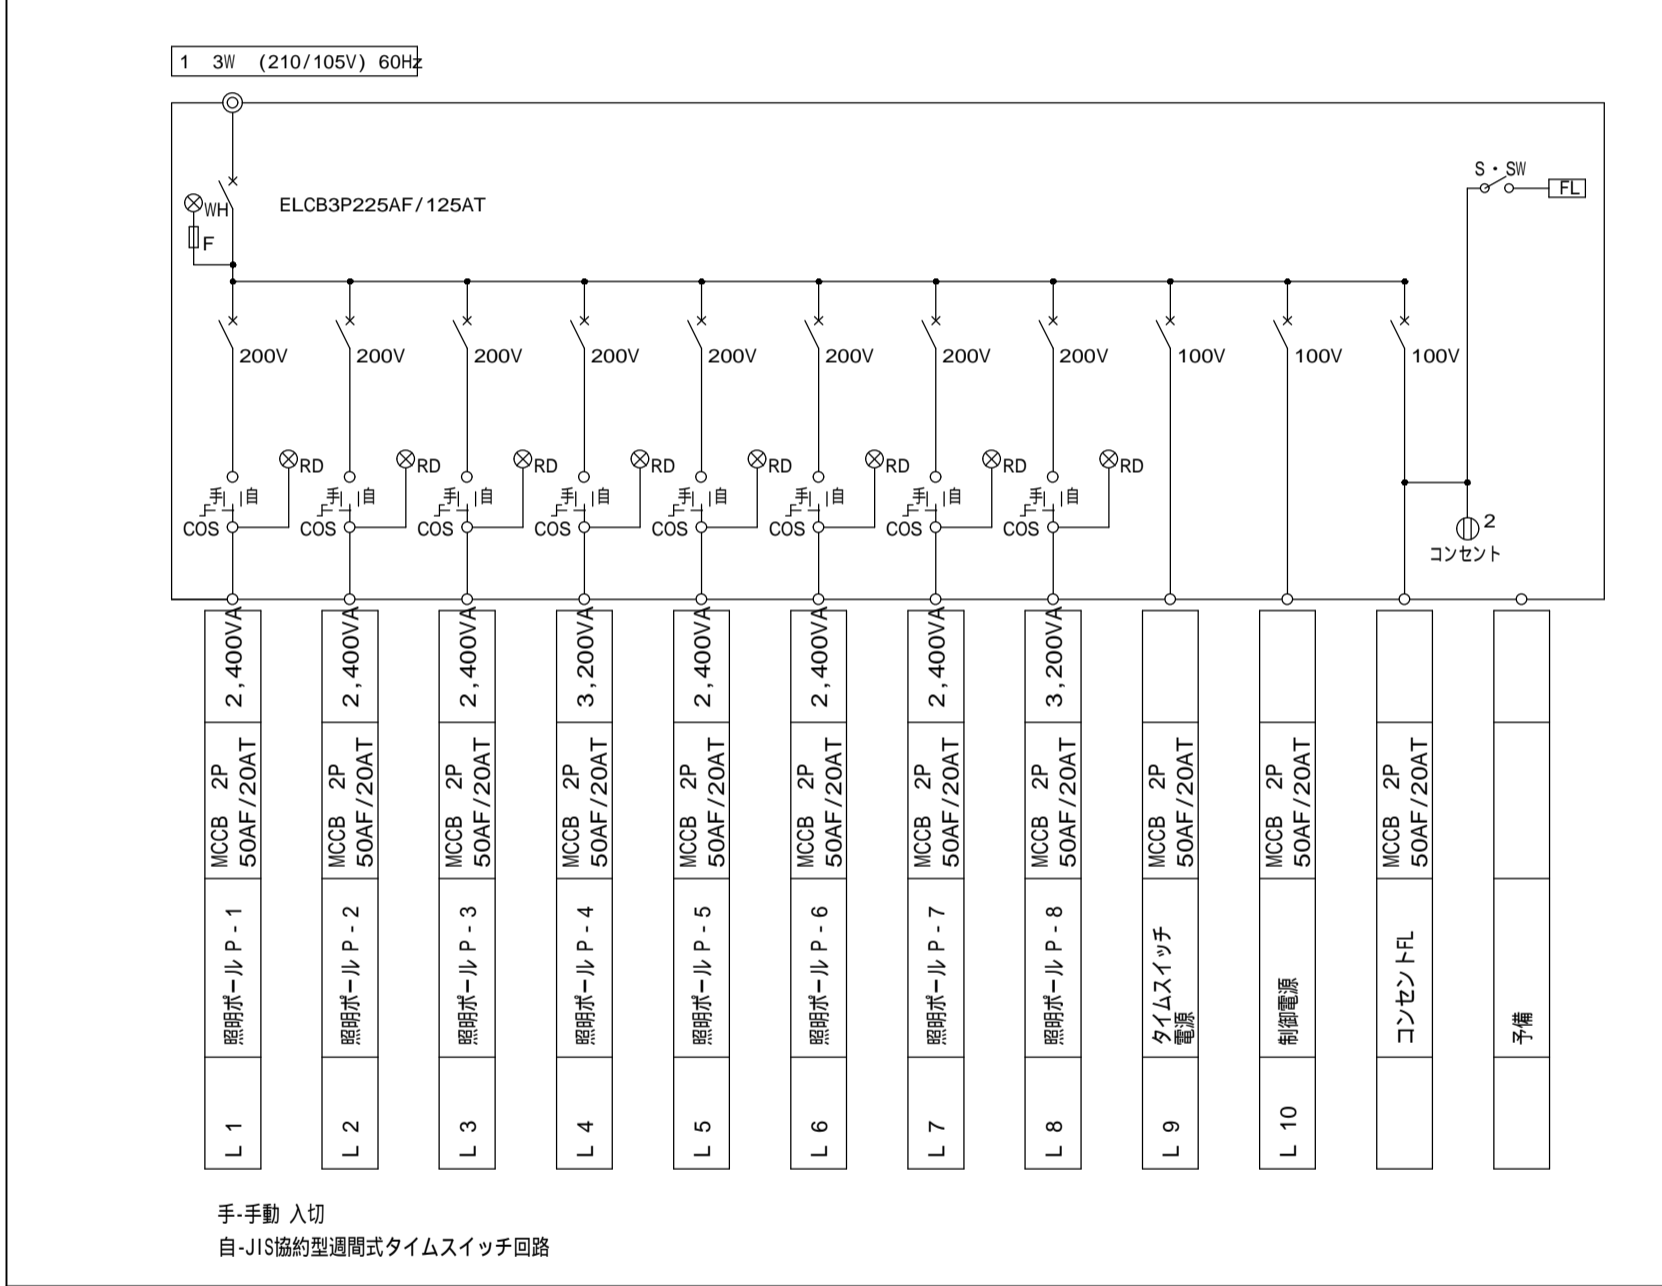 1 3W (210/105V) 60Hz
S・SW
FL
WH
ELCB3P225AF/125AT
F
200V 200V 200V 200V 200V 200V 200V 200V 100V 100V 100V
RD RD RD RD RD RD RD RD
手 自 手 自 手 自 手 自 手 自 手 自 手 自 手 自
COS COS COS COS COS COS COS COS
2
コンセント
2,400VA
MCCB 2P
50AF/20AT
照明ポール P - 1
L 1
2,400VA
MCCB 2P
50AF/20AT
照明ポール P - 2
L 2
2,400VA
MCCB 2P
50AF/20AT
照明ポール P - 3
L 3
3,200VA
MCCB 2P
50AF/20AT
照明ポール P - 4
L 4
2,400VA
MCCB 2P
50AF/20AT
照明ポール P - 5
L 5
2,400VA
MCCB 2P
50AF/20AT
照明ポール P - 6
L 6
2,400VA
MCCB 2P
50AF/20AT
照明ポール P - 7
L 7
3,200VA
MCCB 2P
50AF/20AT
照明ポール P - 8
L 8
MCCB 2P
50AF/20AT
タイムスイッチ
電源
L 9
MCCB 2P
50AF/20AT
制御電源
L 10
MCCB 2P
50AF/20AT
コンセントFL
予備
手-手動 入切
自-JIS協約型週間式タイムスイッチ回路